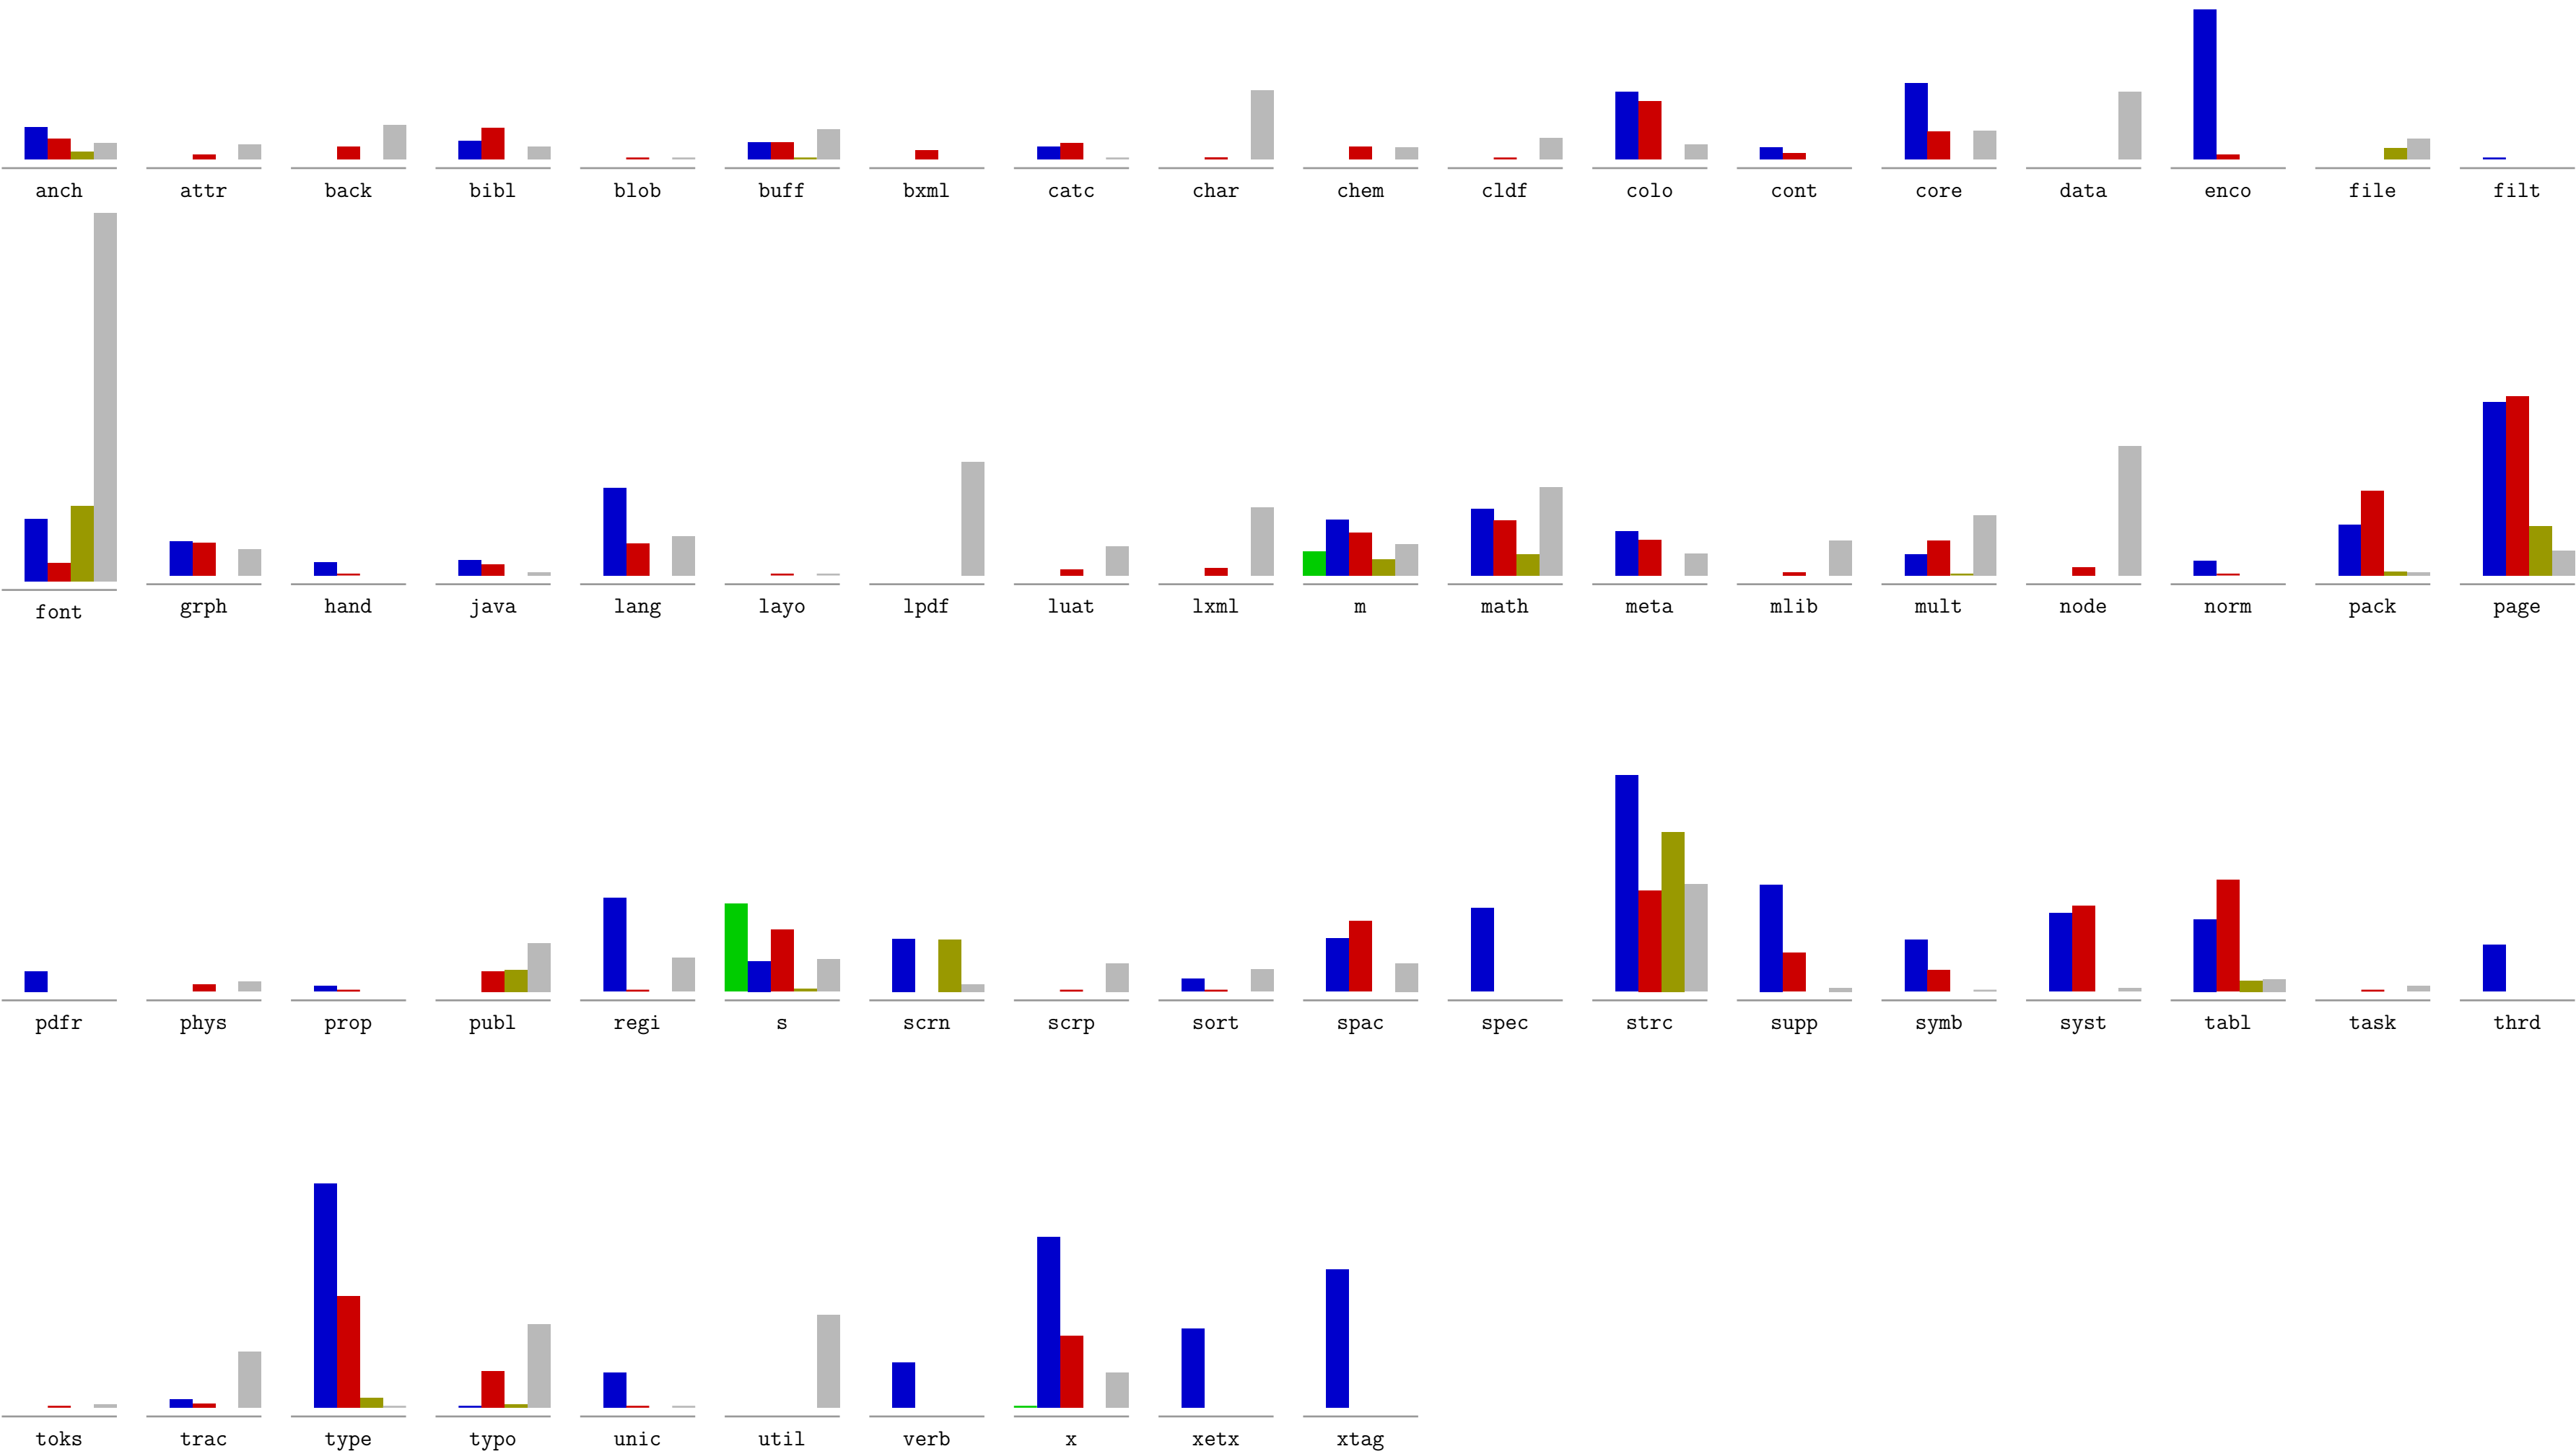 anch attr back bibl blob buff bxml catc char chem cldf colo cont core data enco file filt
font grph hand java lang layo lpdf luat lxml m math meta mlib mult node norm pack page
pdfr phys prop publ regi s scrn scrp sort spac spec strc supp symb syst tabl task thrd
toks trac type typo unic util verb x xetx xtag